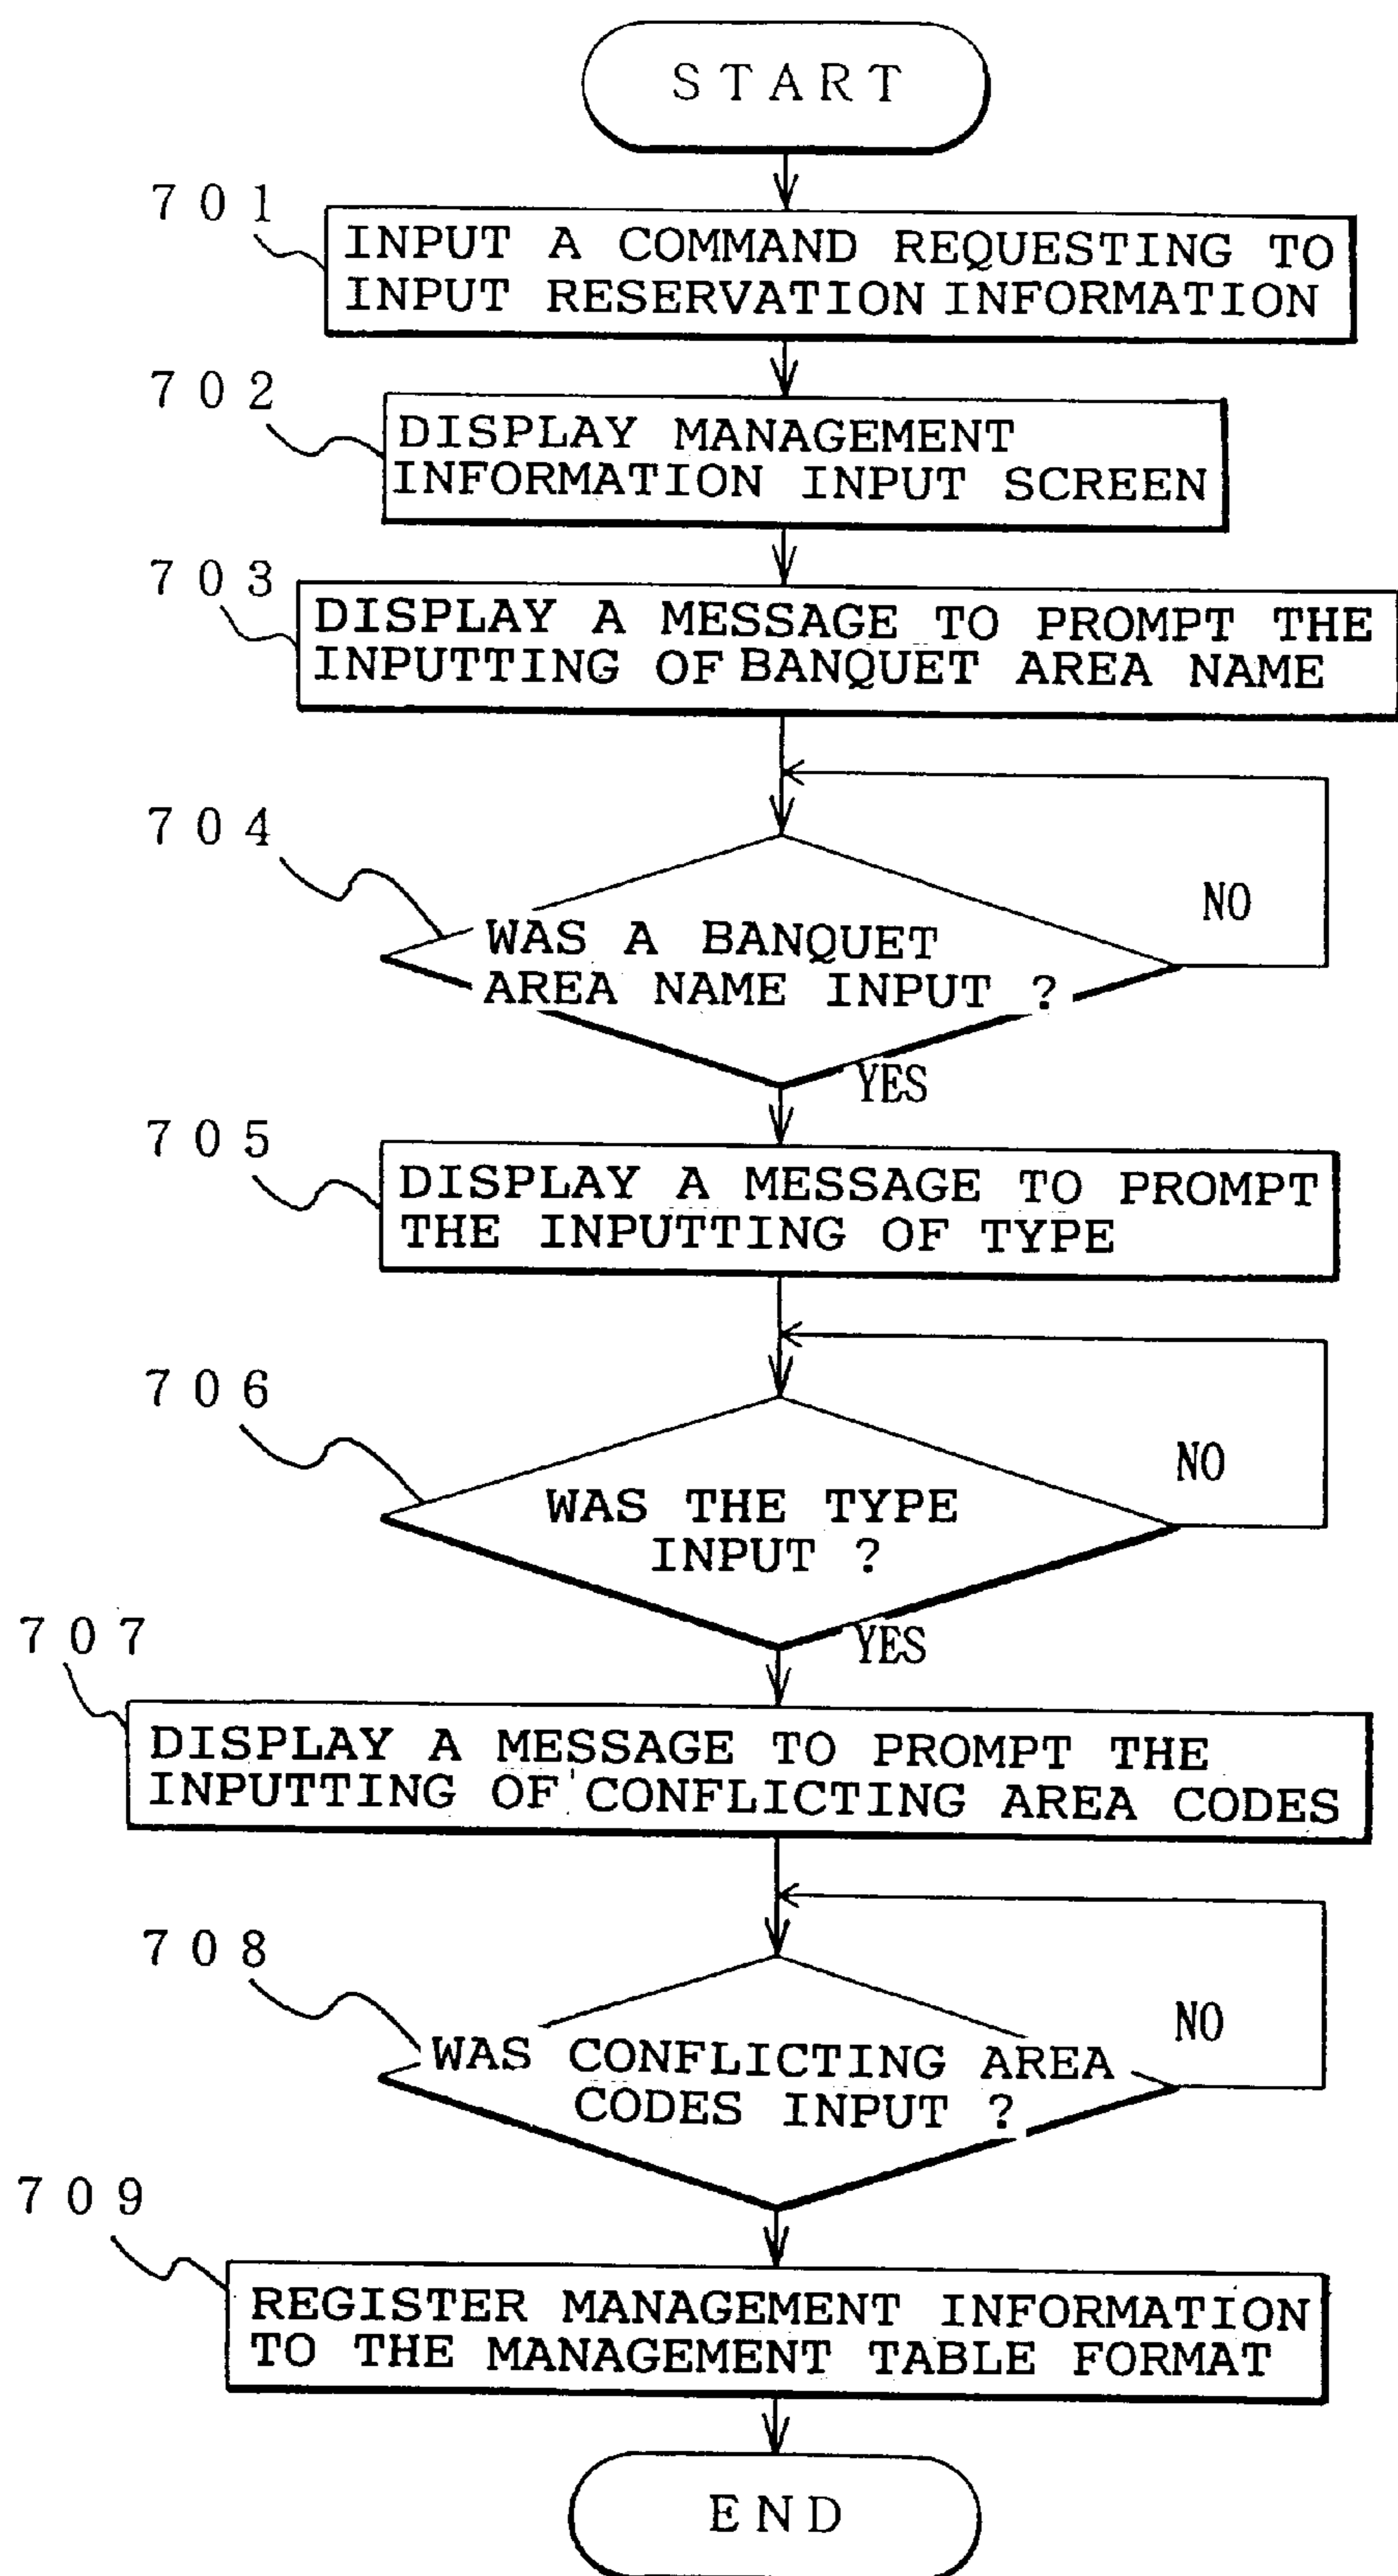 START
701
INPUT A COMMAND REQUESTING TO
INPUT RESERVATION INFORMATION
702
DISPLAY MANAGEMENT
INFORMATION INPUT SCREEN
703
DISPLAY A MESSAGE TO PROMPT THE
INPUTTING OF BANQUET AREA NAME
704
NO
WAS A BANQUET
AREA NAME INPUT ?
YES
705
DISPLAY A MESSAGE TO PROMPT
THE INPUTTING OF TYPE
706
NO
WAS THE TYPE
INPUT ?
YES
707
DISPLAY A MESSAGE TO PROMPT THE
INPUTTING OF CONFLICTING AREA CODES
708
NO
WAS CONFLICTING AREA
CODES INPUT ?
709
REGISTER MANAGEMENT INFORMATION
TO THE MANAGEMENT TABLE FORMAT
END